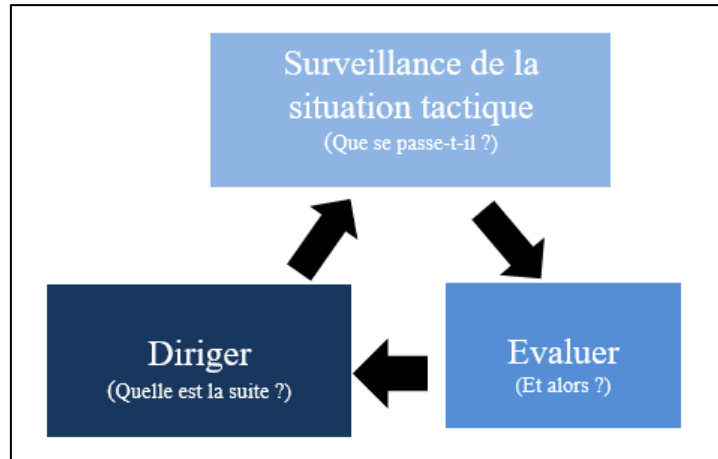 Surveillance de la
situation tactique
(Que se passe-t-il ?)
Diriger
(Quelle est la suite ?)
Evaluer
(Et alors ?)